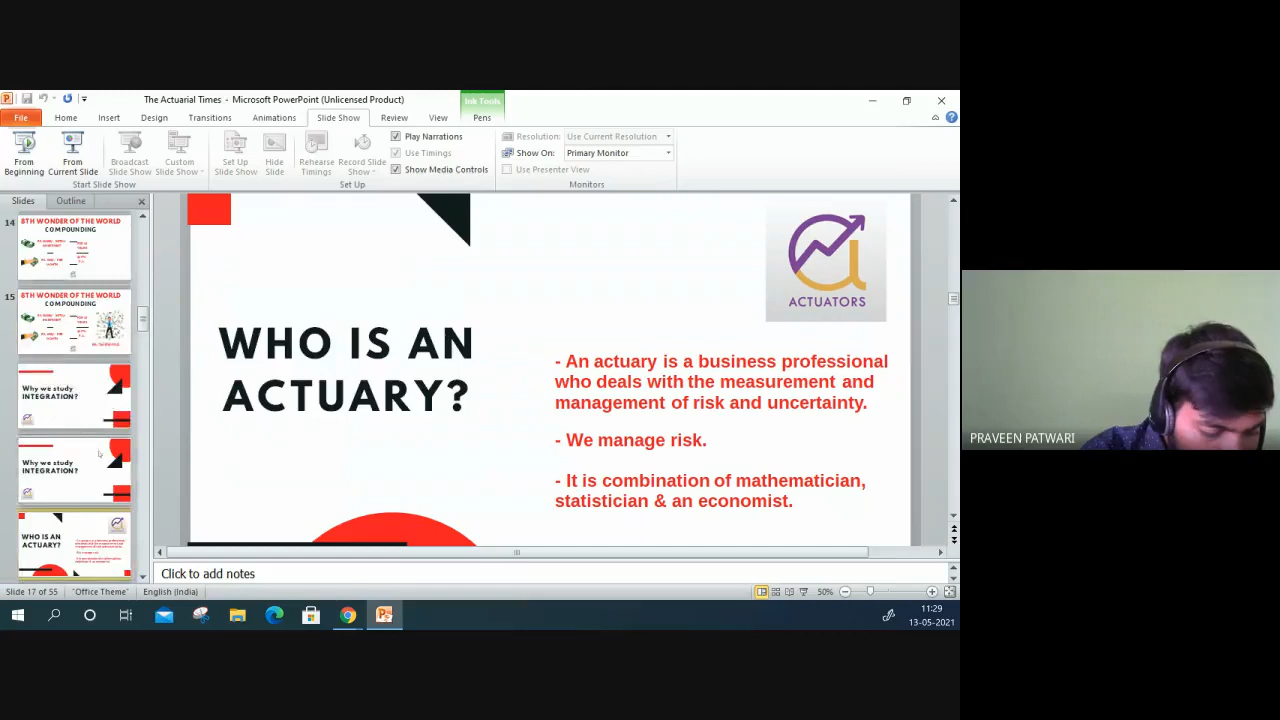 The Actuarial Times - Microsoft PowerPoint (Unlicensed Product)
Ink Tools
File Home Insert Design Transitions Animations Slide Show Review View Pens
From Beginning
From Current Slide
Broadcast Slide Show
Custom Slide Show
Set Up Slide Show
Hide Slide
Rehearse Timings
Record Slide Show
Play Narrations
Use Timings
Show Media Controls
Resolution: Use Current Resolution
Show On: Primary Monitor
Use Presenter View
Start Slide Show
Set Up
Monitors
Slides Outline
14
8TH WONDER OF THE WORLD
COMPOUNDING
15
8TH WONDER OF THE WORLD
COMPOUNDING
Why we study
INTEGRATION?
Why we study
INTEGRATION?
WHO IS AN
ACTUARY?
ACTUATORS
WHO IS AN
ACTUARY?
- An actuary is a business professional
who deals with the measurement and
management of risk and uncertainty.
- We manage risk.
- It is combination of mathematician,
statistician & an economist.
Click to add notes
Slide 17 of 55 "Office Theme" English (India) 50%
11:29
13-05-2021
PRAVEEN PATWARI